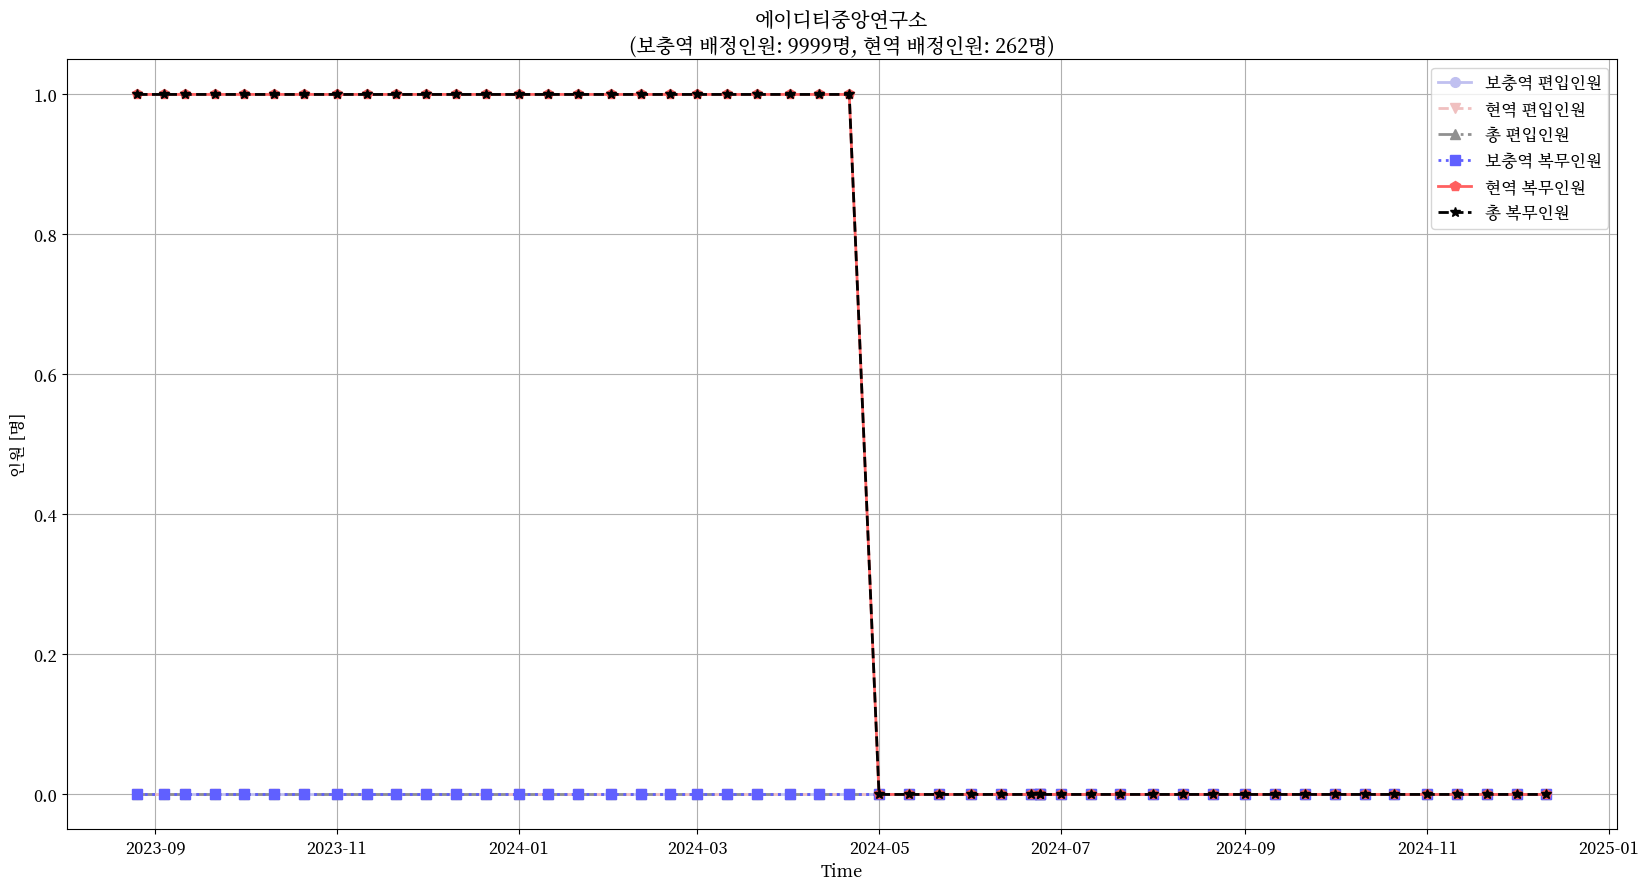 에이디티중앙연구소
(보충역 배정인원: 9999명, 현역 배정인원: 262명)
보충역 편입인원
현역 편입인원
총 편입인원
보충역 복무인원
현역 복무인원
총 복무인원
인원 [명]
1.0
0.8
0.6
0.4
0.2
0.0
2023-09
2023-11
2024-01
2024-03
2024-05
2024-07
2024-09
2024-11
2025-01
Time